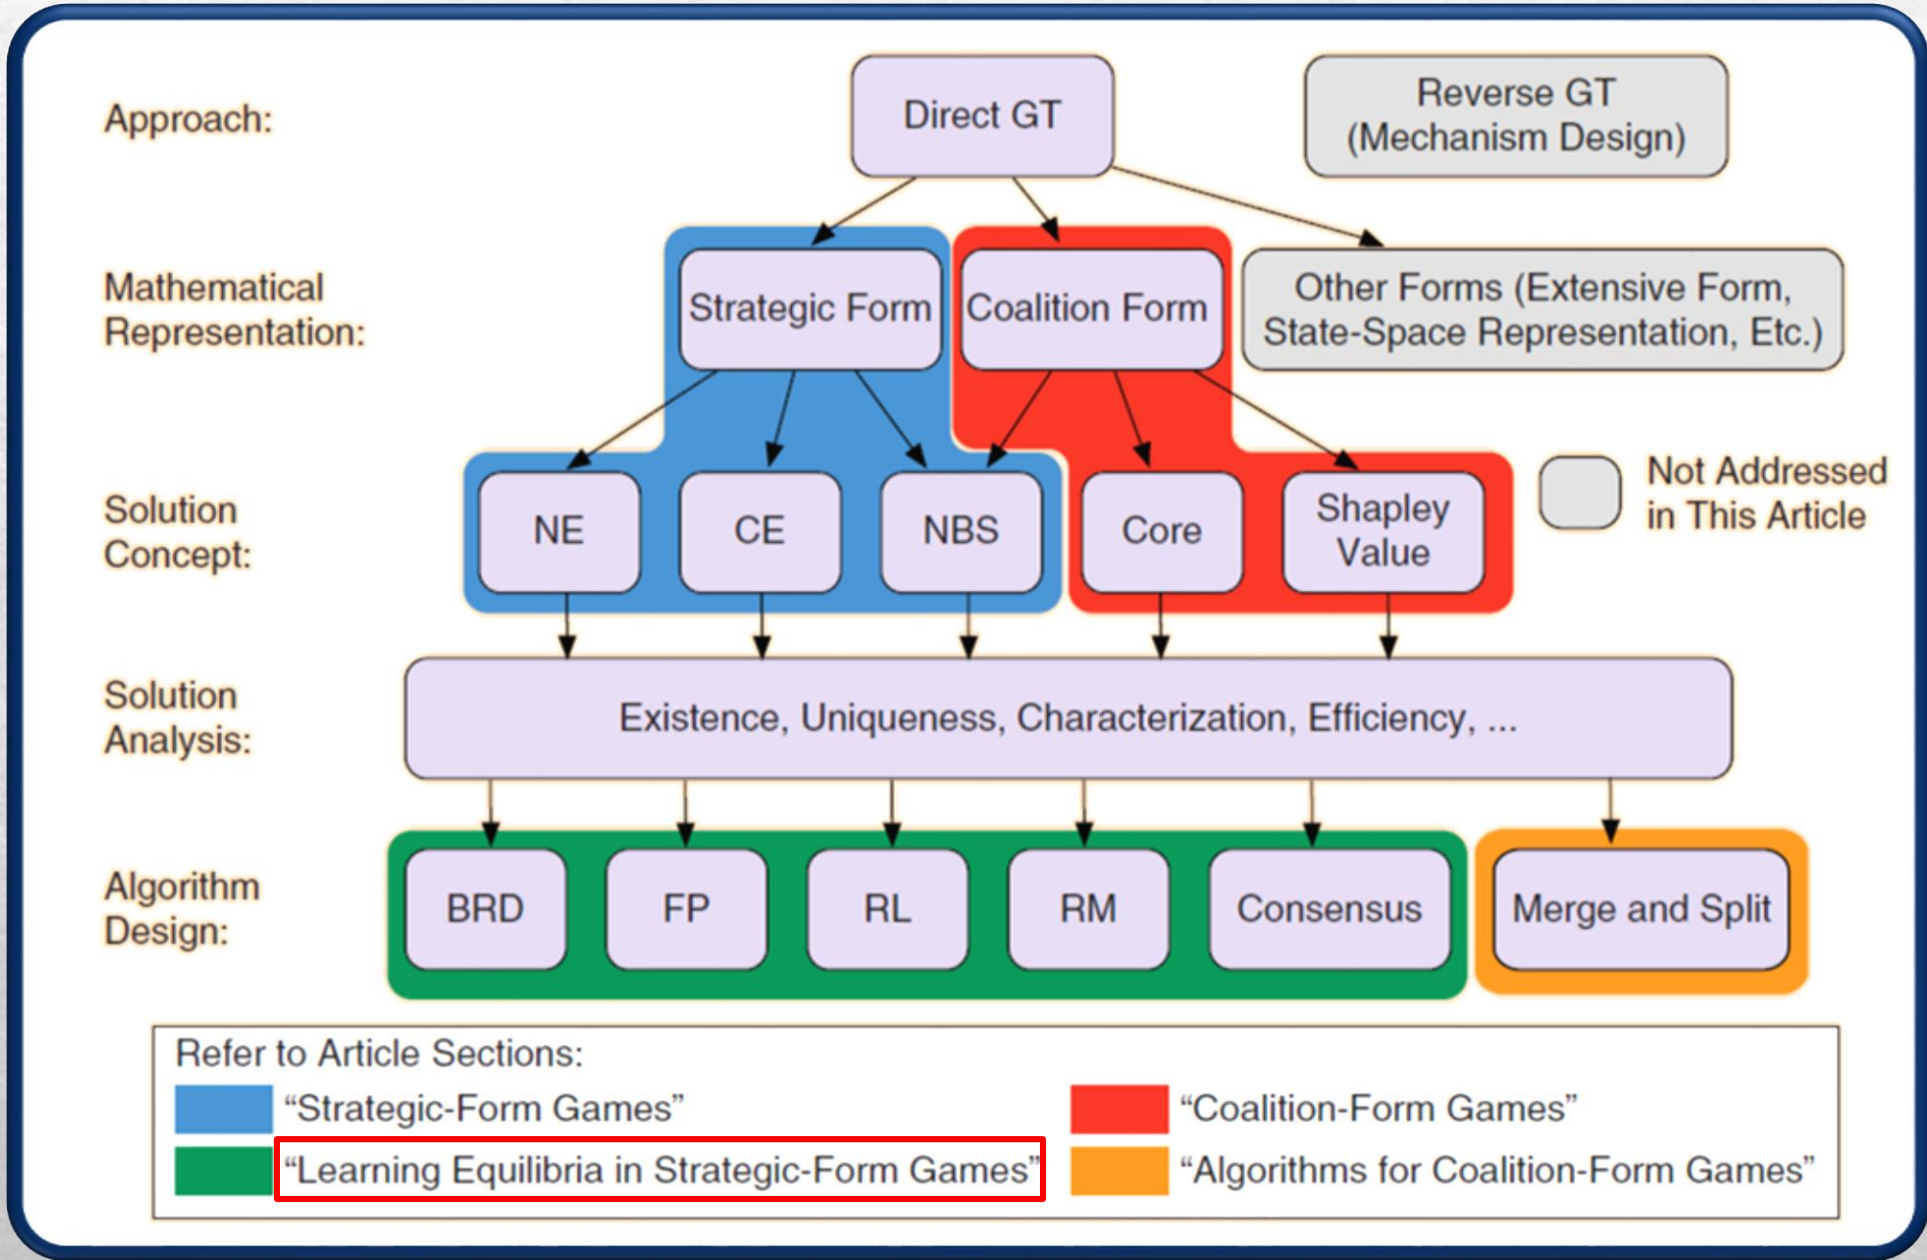 Approach:
Direct GT
Reverse GT
(Mechanism Design)
Mathematical
Representation:
Strategic Form
Coalition Form
Other Forms (Extensive Form,
State-Space Representation, Etc.)
Solution
Concept:
NE
CE
NBS
Core
Shapley
Value
Not Addressed
in This Article
Solution
Analysis:
Existence, Uniqueness, Characterization, Efficiency, ...
Algorithm
Design:
BRD
FP
RL
RM
Consensus
Merge and Split
Refer to Article Sections:
“Strategic-Form Games”
“Coalition-Form Games”
“Learning Equilibria in Strategic-Form Games”
“Algorithms for Coalition-Form Games”